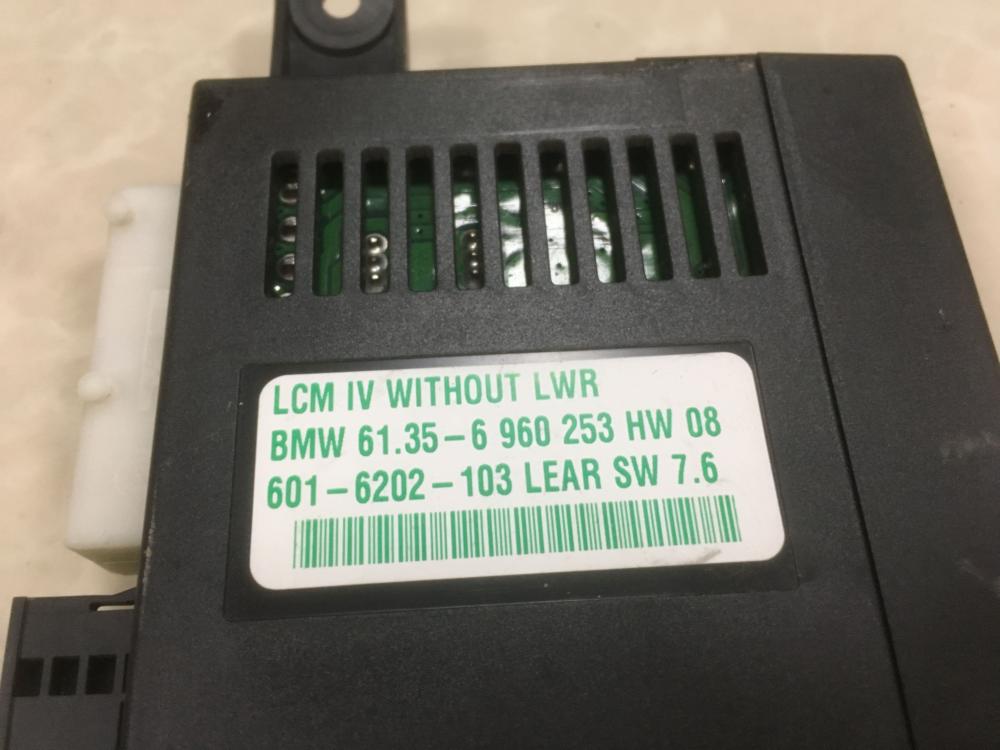 LCM IV WITHOUT LWR
BMW 61.35-6 960 253 HW 08
601-6202-103 LEAR SW 7.6